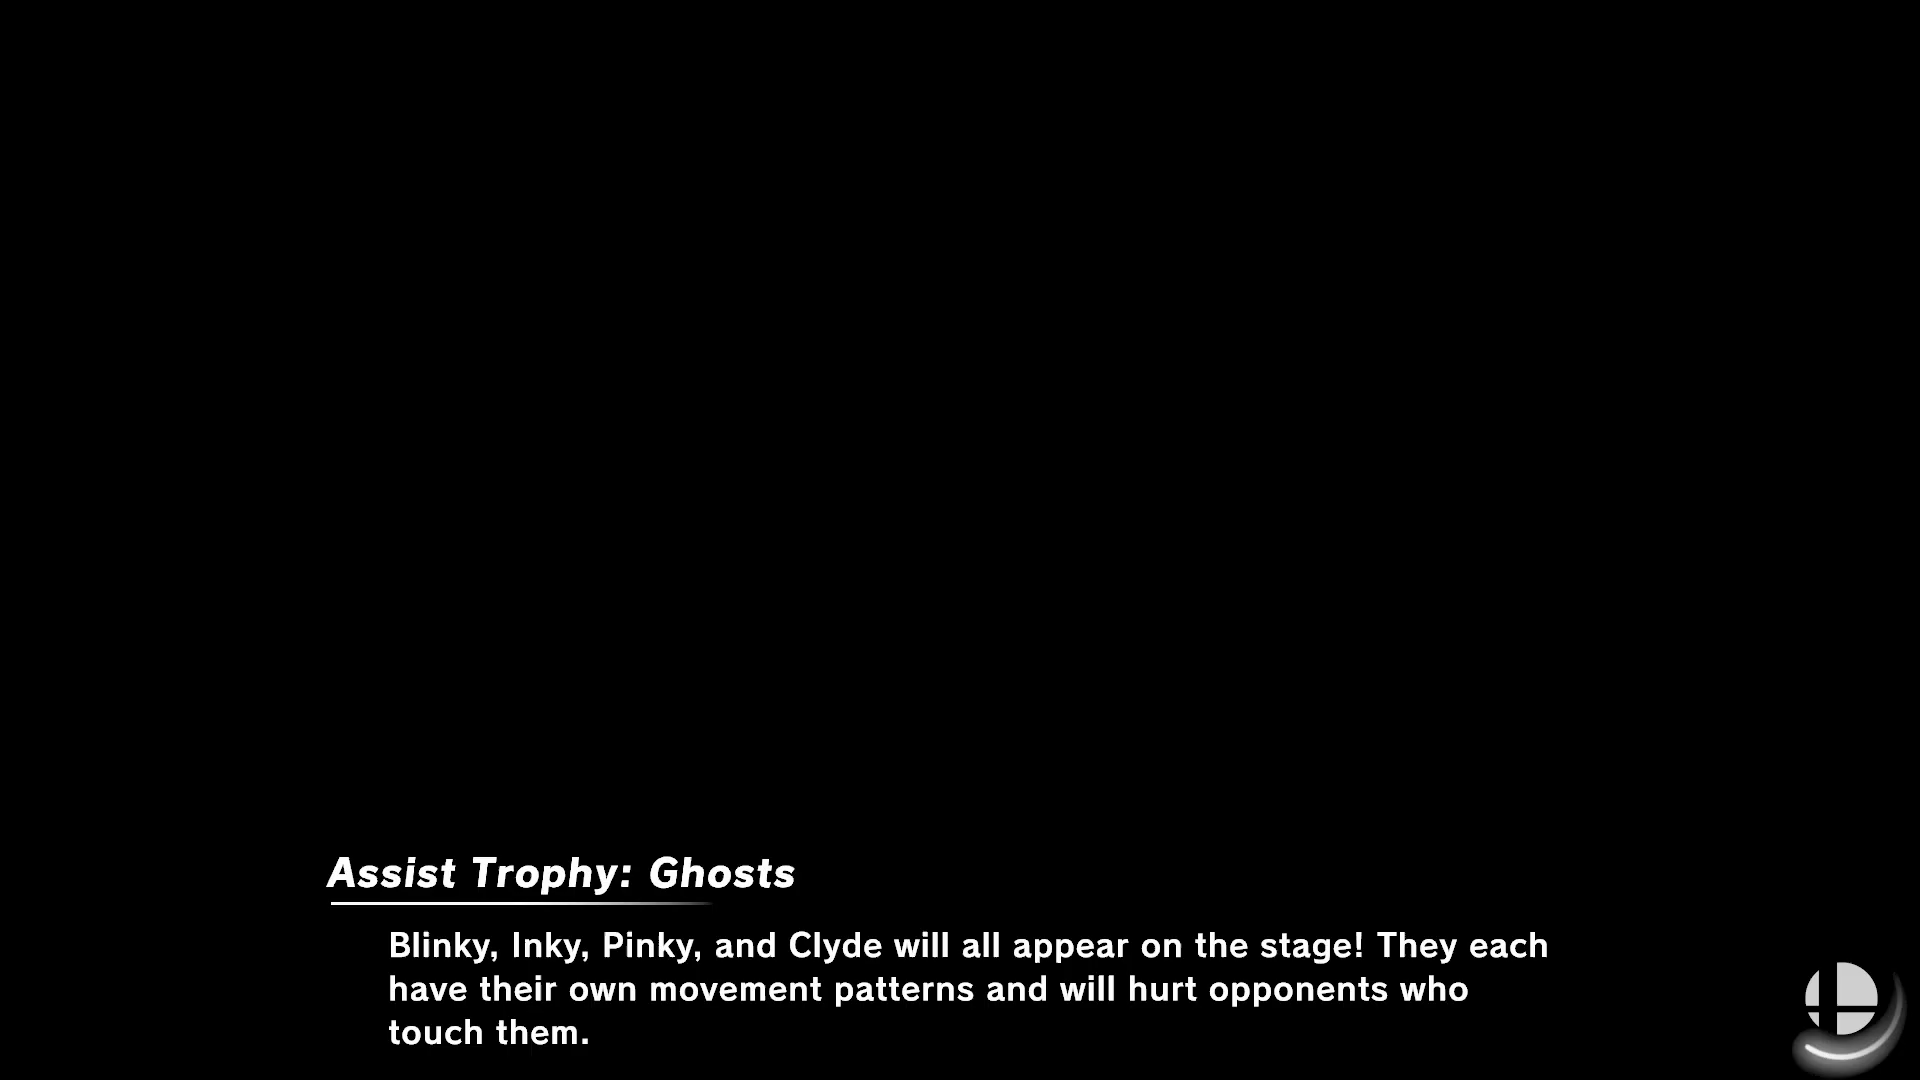 Assist Trophy: Ghosts
Blinky, Inky, Pinky, and Clyde will all appear on the stage! They each
have their own movement patterns and will hurt opponents who
touch them.